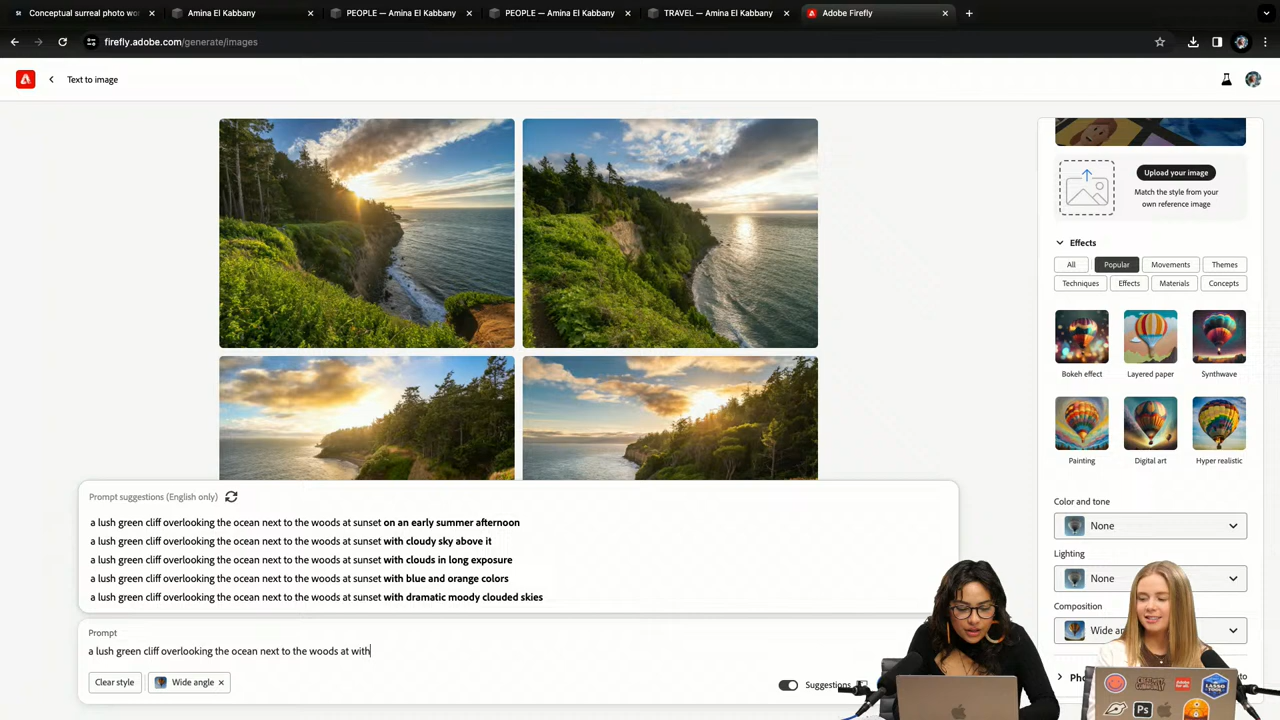 Conceptual surreal photo wo
Amina El Kabbany
PEOPLE — Amina El Kabbany
PEOPLE — Amina El Kabbany
TRAVEL — Amina El Kabbany
Adobe Firefly
firefly.adobe.com/generate/images
Text to image
Upload your image
Match the style from your
own reference image
Effects
All
Popular
Movements
Themes
Techniques
Effects
Materials
Concepts
Bokeh effect
Layered paper
Synthwave
Painting
Digital art
Hyper realistic
Color and tone
None
Lighting
None
Composition
Wide an
Prompt suggestions (English only)
a lush green cliff overlooking the ocean next to the woods at sunset on an early summer afternoon
a lush green cliff overlooking the ocean next to the woods at sunset with cloudy sky above it
a lush green cliff overlooking the ocean next to the woods at sunset with clouds in long exposure
a lush green cliff overlooking the ocean next to the woods at sunset with blue and orange colors
a lush green cliff overlooking the ocean next to the woods at sunset with dramatic moody clouded skies
Prompt
a lush green cliff overlooking the ocean next to the woods at with
Clear style
Wide angle
Suggestions
Pho
Ps
LASSO
TOOL